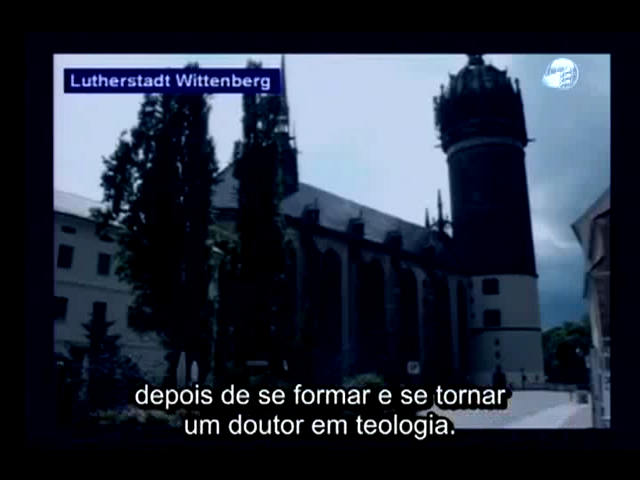 Lutherstadt Wittenberg
depois de se formar e se tornar
um doutor em teologia.